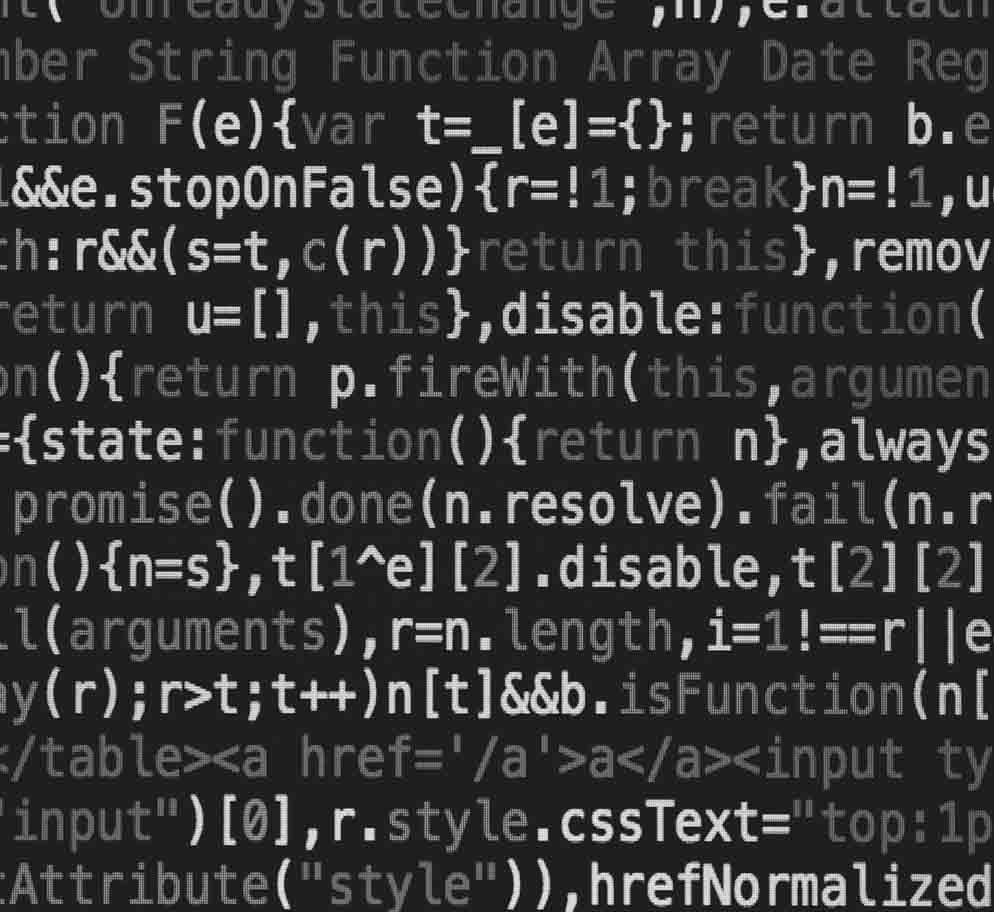 onreadystatechange ",n),e.attach
mber String Function Array Date Reg
ction F(e){var t=_[e]={};return b.e
1&&e.stopOnFalse){r=!1;break}n=!1,u
th:r&&(s=t,c(r))}return this},remov
return u=[],this},disable:function(
on(){return p.fireWith(this,argumen
={state:function(){return n},always
promise().done(n.resolve).fail(n.r
on(){n=s},t[1^e][2].disable,t[2][2]
ll(arguments),r=n.length,i=1!==r||e
ay(r);r>t;t++)n[t]&&b.isFunction(n[
</table><a href='/a'>a</a><input ty
"input")[0],r.style.cssText="top:1p
tAttribute("style")),hrefNormalized